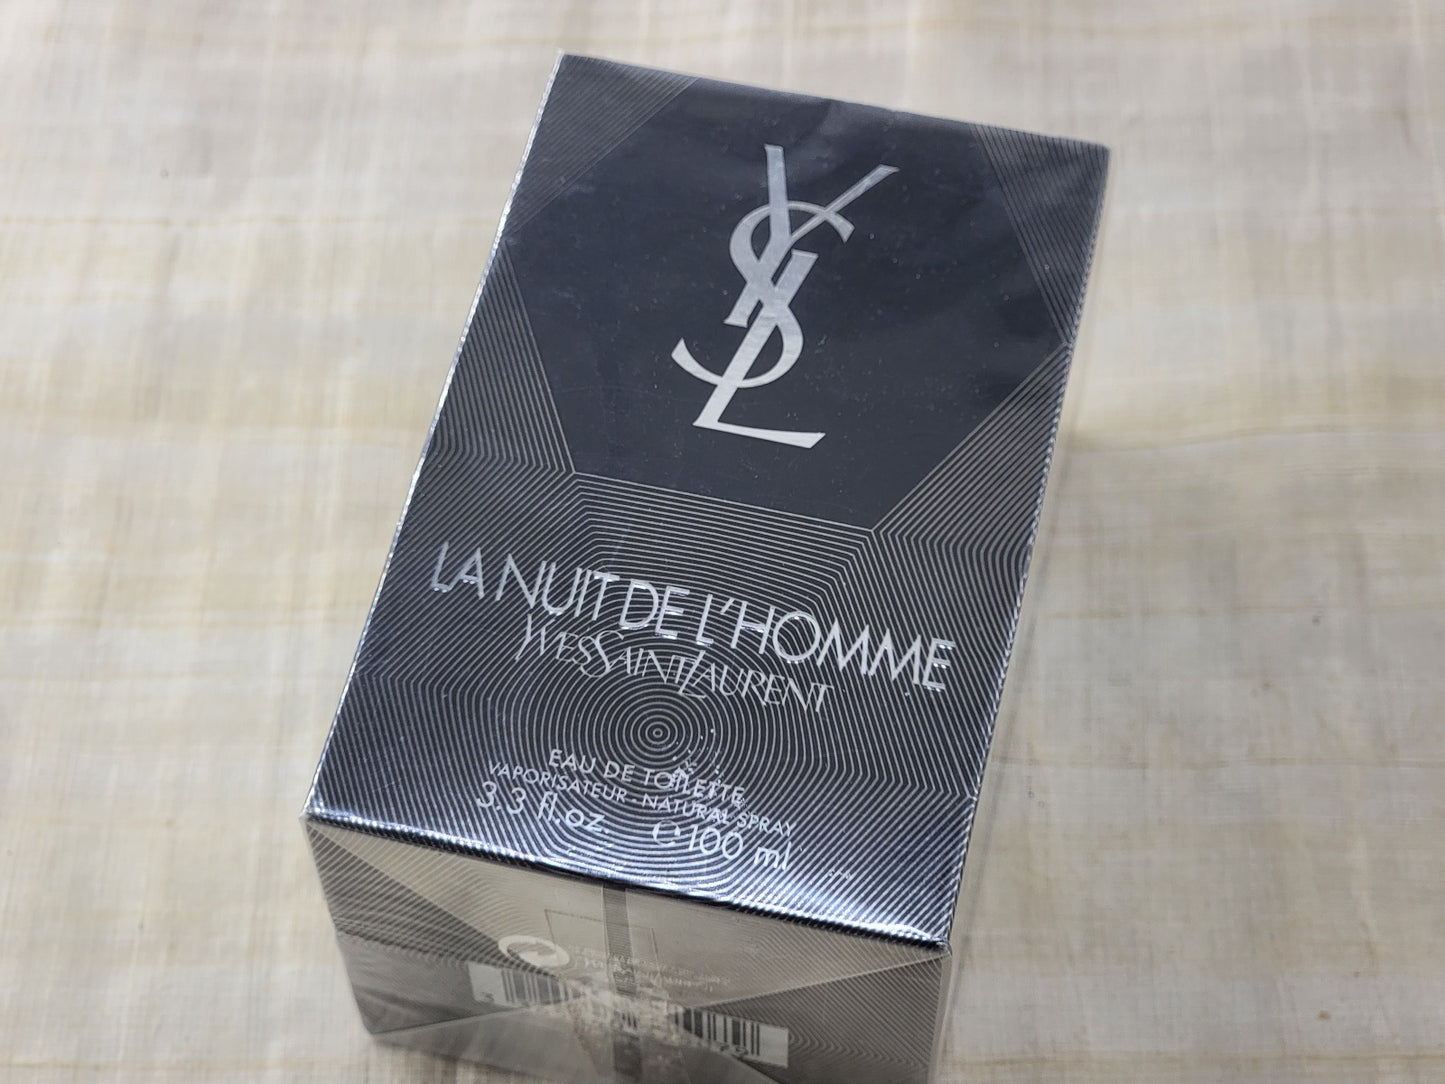 YSL
LA NUIT DE L'HOMME
YVESSAINTLAURENT
EAU DE TOILETTE
VAPORISATEUR - NATURAL SPRAY
3.3 fl.oz. ℮ 100 ml